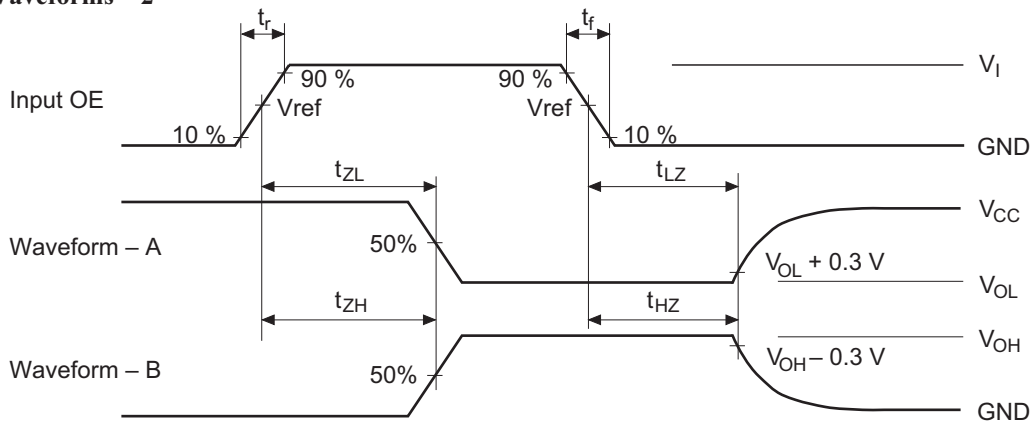 Waveforms – 2
tr
tf
90 %
90 %
VI
Input OE
Vref
Vref
10 %
10 %
GND
tZL
tLZ
VCC
Waveform – A
50%
VOL + 0.3 V
VOL
tZH
tHZ
VOH
VOH – 0.3 V
Waveform – B
50%
GND